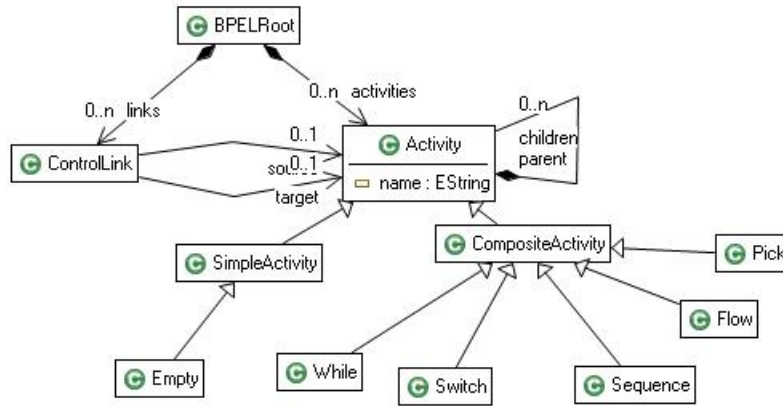 BPELRoot
0..n links
0..n activities
ControlLink
0..1
0..1
target
Activity
name : EString
0..n
children
parent
SimpleActivity
CompositeActivity
Pick
Flow
Empty
While
Switch
Sequence